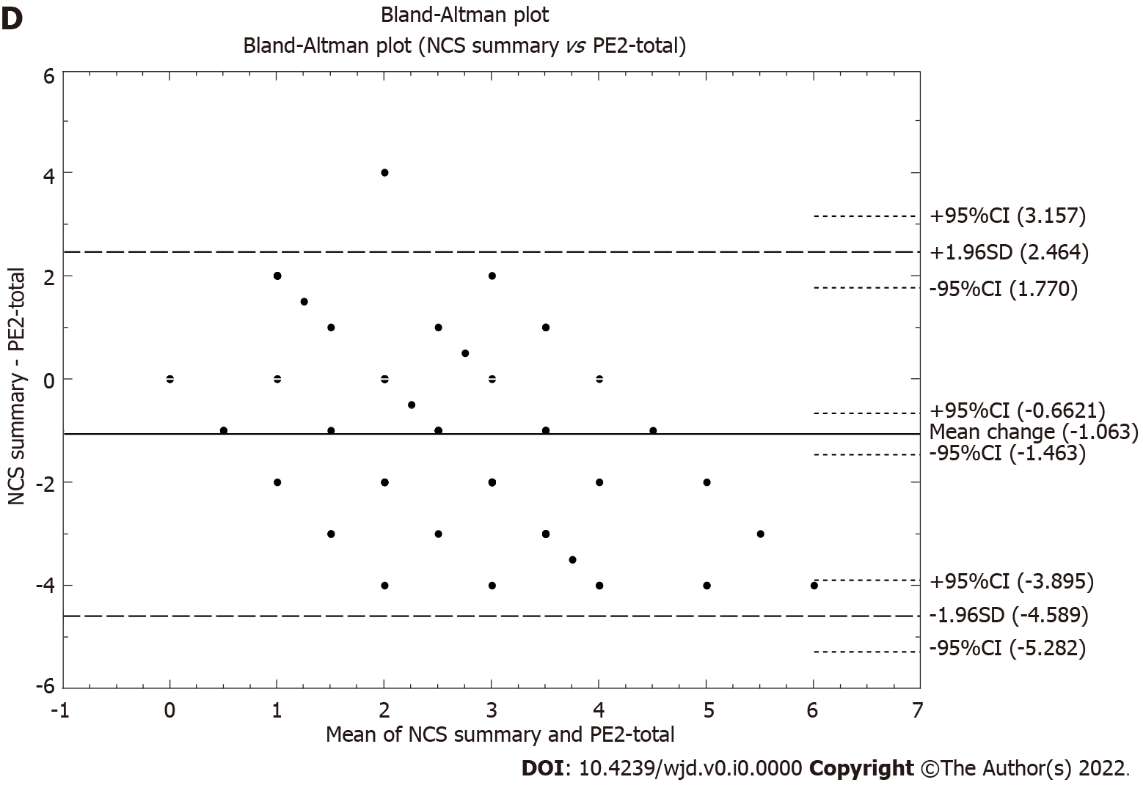 D
Bland-Altman plot
Bland-Altman plot (NCS summary vs PE2-total)
6
4
2
0
-2
-4
-6
NCS summary - PE2-total
+95%CI (3.157)
+1.96SD (2.464)
-95%CI (1.770)
+95%CI (-0.6621)
Mean change (-1.063)
-95%CI (-1.463)
+95%CI (-3.895)
-1.96SD (-4.589)
-95%CI (-5.282)
-1 0 1 2 3 4 5 6 7
Mean of NCS summary and PE2-total
DOI: 10.4239/wjd.v0.i0.0000 Copyright ©The Author(s) 2022.